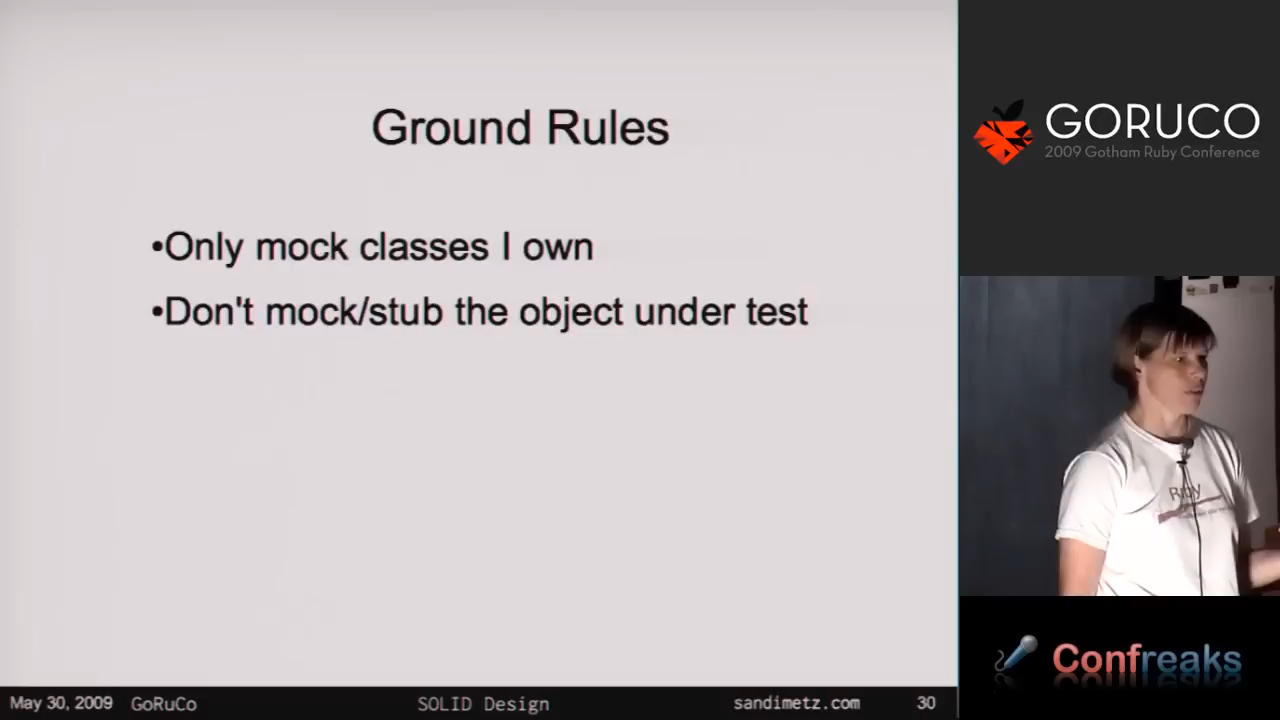 Ground Rules
•Only mock classes I own
•Don't mock/stub the object under test
May 30, 2009 GoRuCo SOLID Design sandimetz.com 30
GORUCO
2009 Gotham Ruby Conference
Ruby
Confreaks